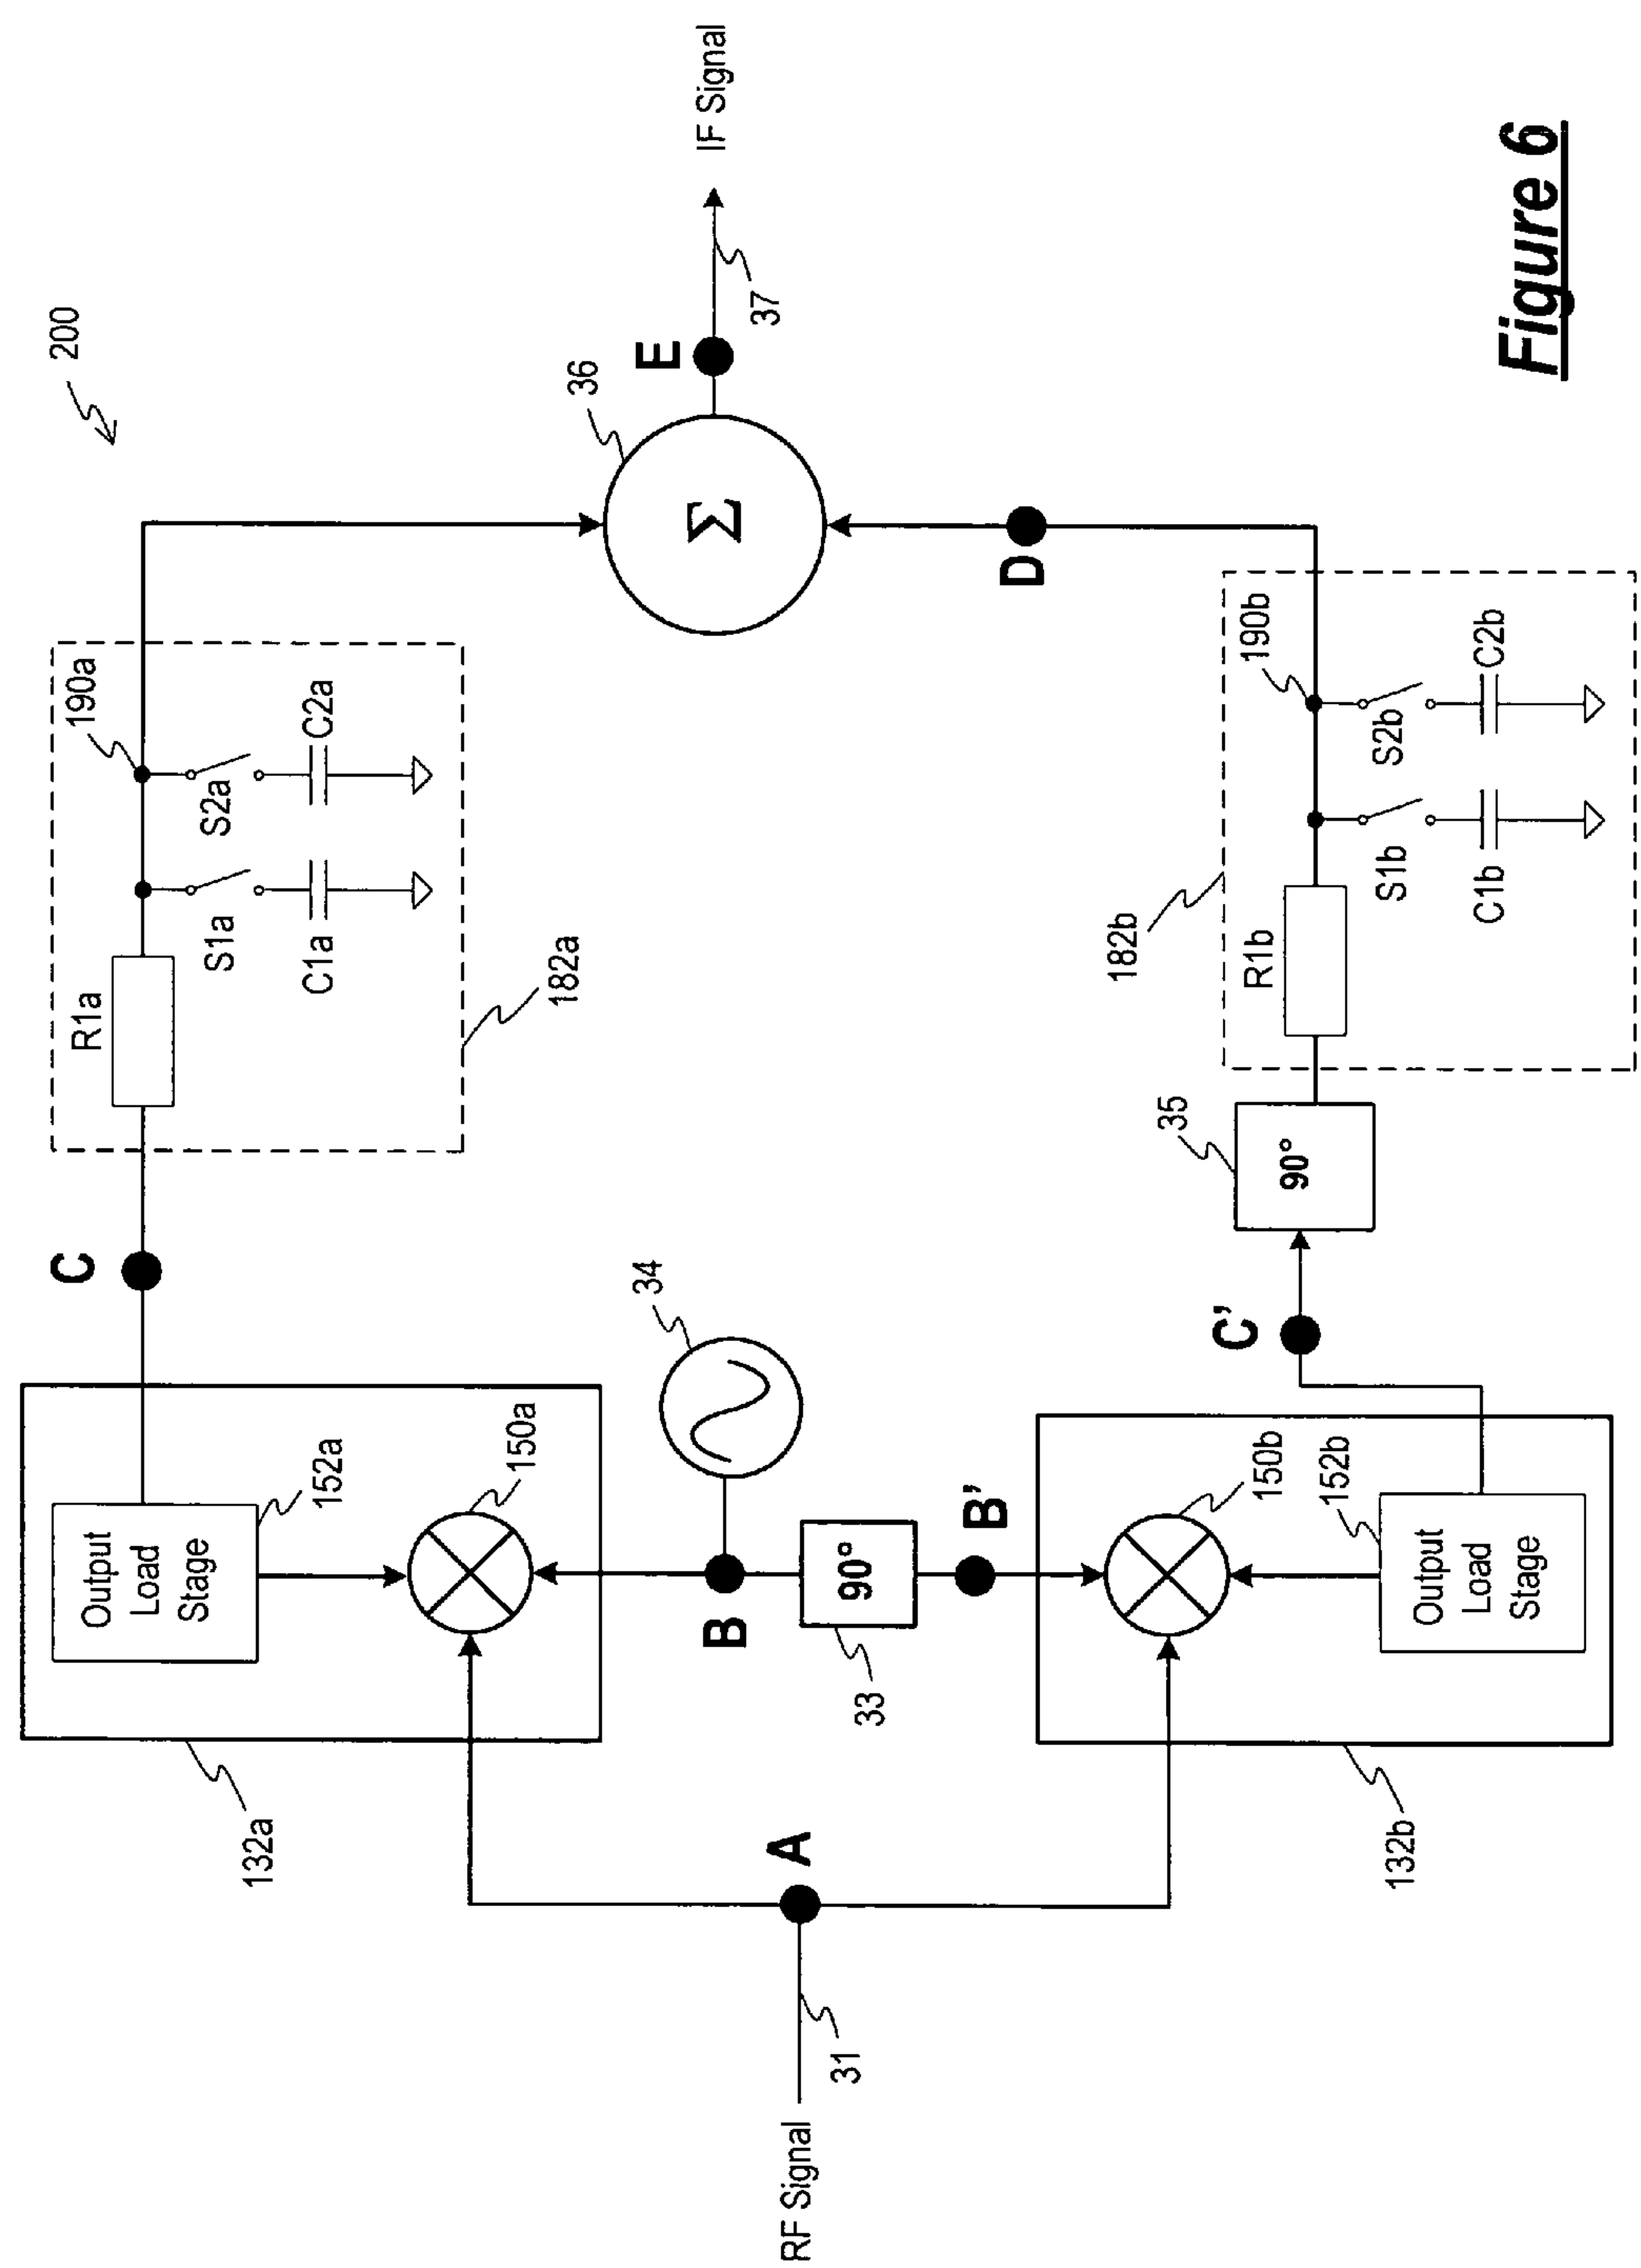 200
132a
Output
Load
Stage
152a
150a
C
R1a
S1a
C1a
S2a
C2a
190a
182a
RF Signal
31
A
B
34
33
90°
B'
Σ
36
E
37
IF Signal
D
132b
150b
152b
Output
Load
Stage
C'
35
90°
182b
R1b
S1b
C1b
S2b
C2b
190b
Figure 6